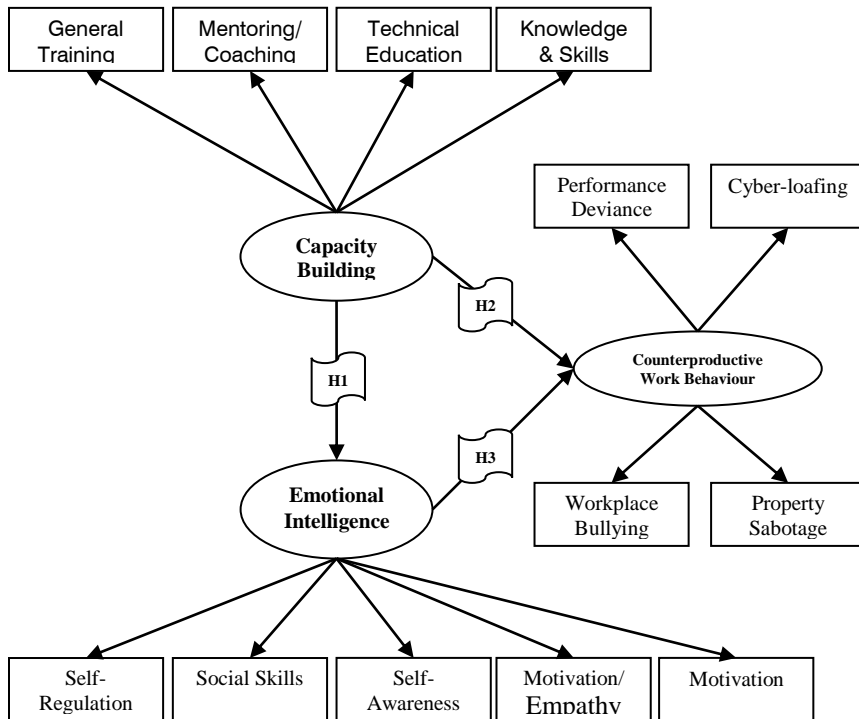 General
Training
Mentoring/
Coaching
Technical
Education
Knowledge
& Skills
Performance
Deviance
Cyber-loafing
Capacity
Building
H2
Counterproductive
Work Behaviour
H1
H3
Emotional
Intelligence
Workplace
Bullying
Property
Sabotage
Self-
Regulation
Social Skills
Self-
Awareness
Motivation/
Empathy
Motivation